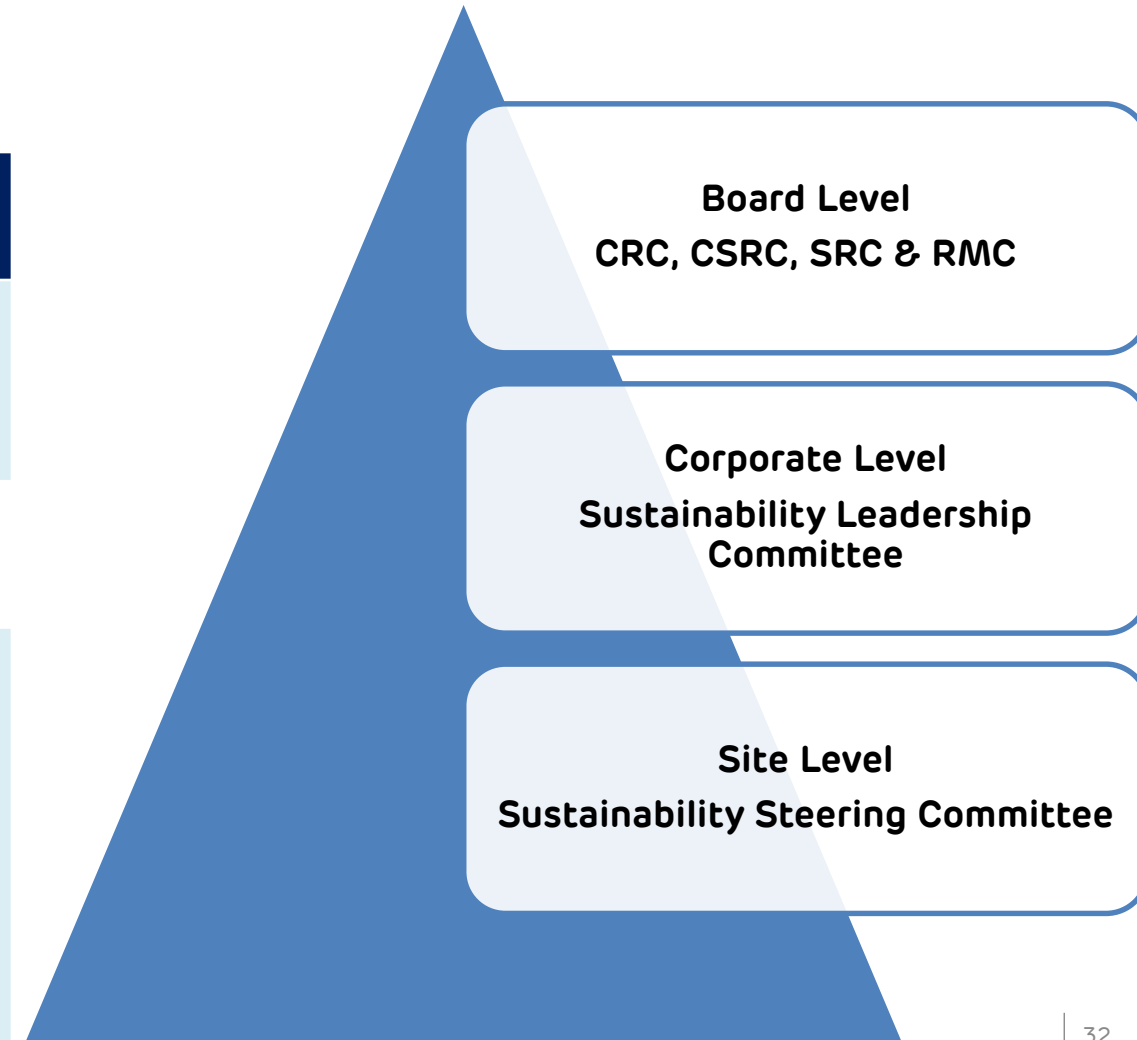 Board Level
CRC, CSRC, SRC & RMC
Corporate Level
Sustainability Leadership
Committee
Site Level
Sustainability Steering Committee
32